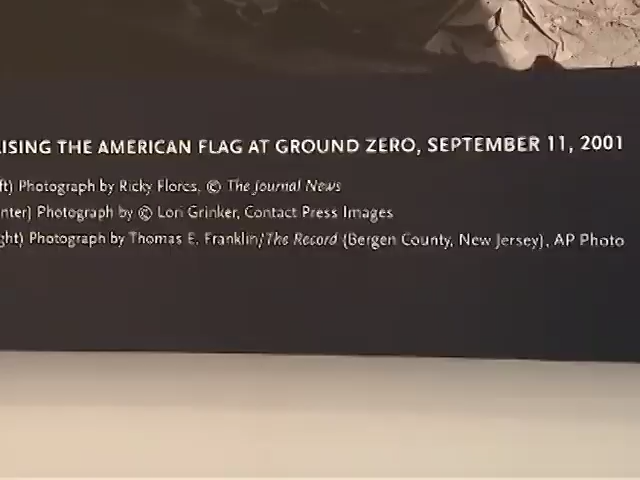 ISING THE AMERICAN FLAG AT GROUND ZERO, SEPTEMBER 11, 2001
ft) Photograph by Ricky Flores, © The Journal News
nter) Photograph by © Lori Grinker, Contact Press Images
ght) Photograph by Thomas E. Franklin/The Record (Bergen County, New Jersey), AP Photo